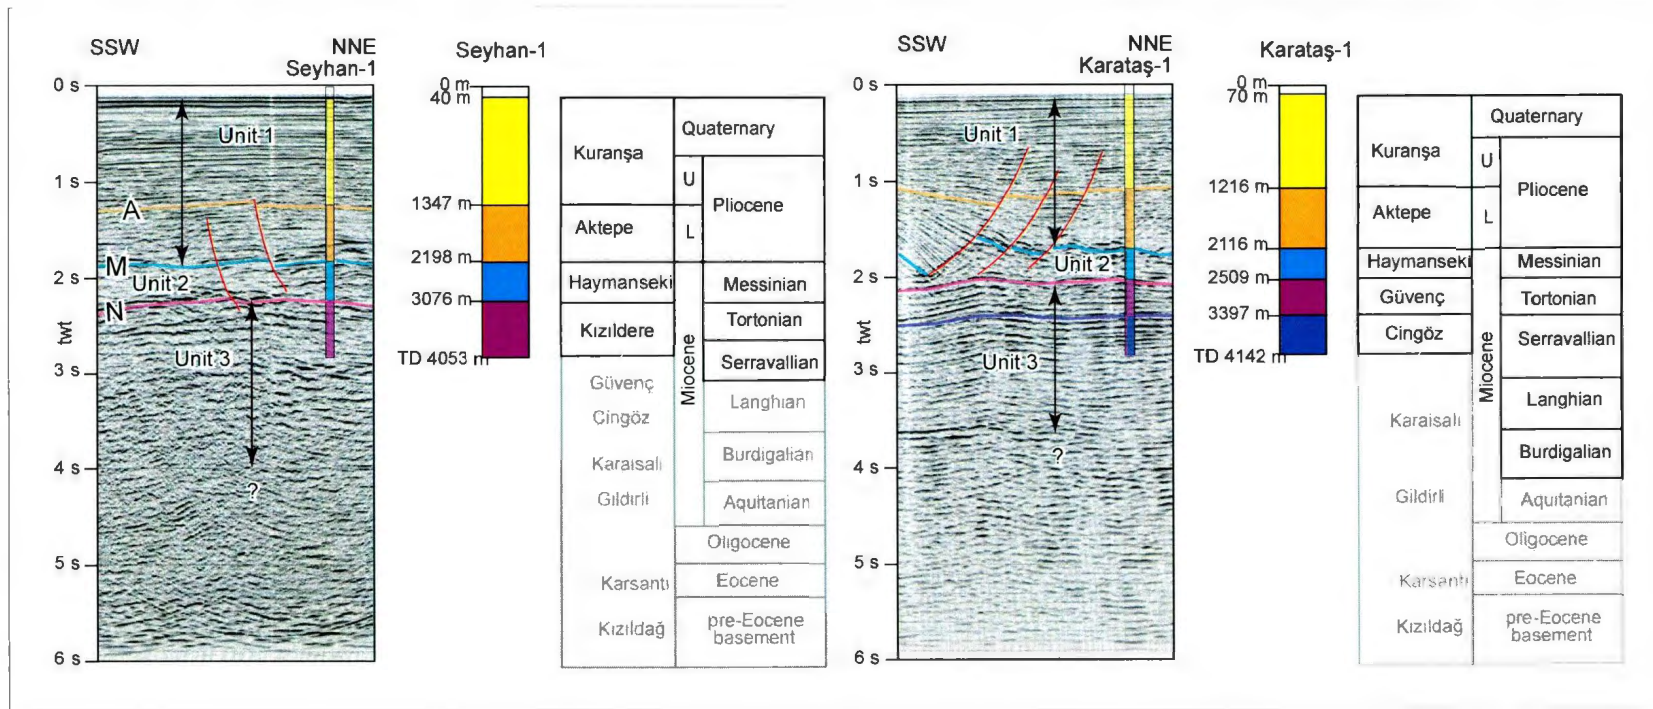 SSW NNE
Seyhan-1
0 s
1 s
2 s
3 s
4 s
5 s
6 s
twt
Unit 1
A
M
Unit 2
N
Unit 3
?
Seyhan-1
0 m
40 m
1347 m
2198 m
3076 m
TD 4053 m
Kuranşa
Aktepe
Haymanseki
Kızıldere
Güvenç
Cingöz
Karaisalı
Gildirli
Karsantı
Kızıldağ
Quaternary
U
L
Pliocene
Miocene
Messinian
Tortonian
Serravallian
Langhian
Burdigalian
Aquitanian
Oligocene
Eocene
pre-Eocene
basement
SSW NNE
Karataş-1
0 s
1 s
2 s
3 s
4 s
5 s
6 s
twt
Unit 1
Unit 2
Unit 3
?
Karataş-1
0 m
70 m
1216 m
2116 m
2509 m
3397 m
TD 4142 m
Kuranşa
Aktepe
Haymanseki
Güvenç
Cingöz
Karaisalı
Gildirli
Karsantı
Kızıldağ
Quaternary
U
L
Pliocene
Miocene
Messinian
Tortonian
Serravallian
Langhian
Burdigalian
Aquitanian
Oligocene
Eocene
pre-Eocene
basement